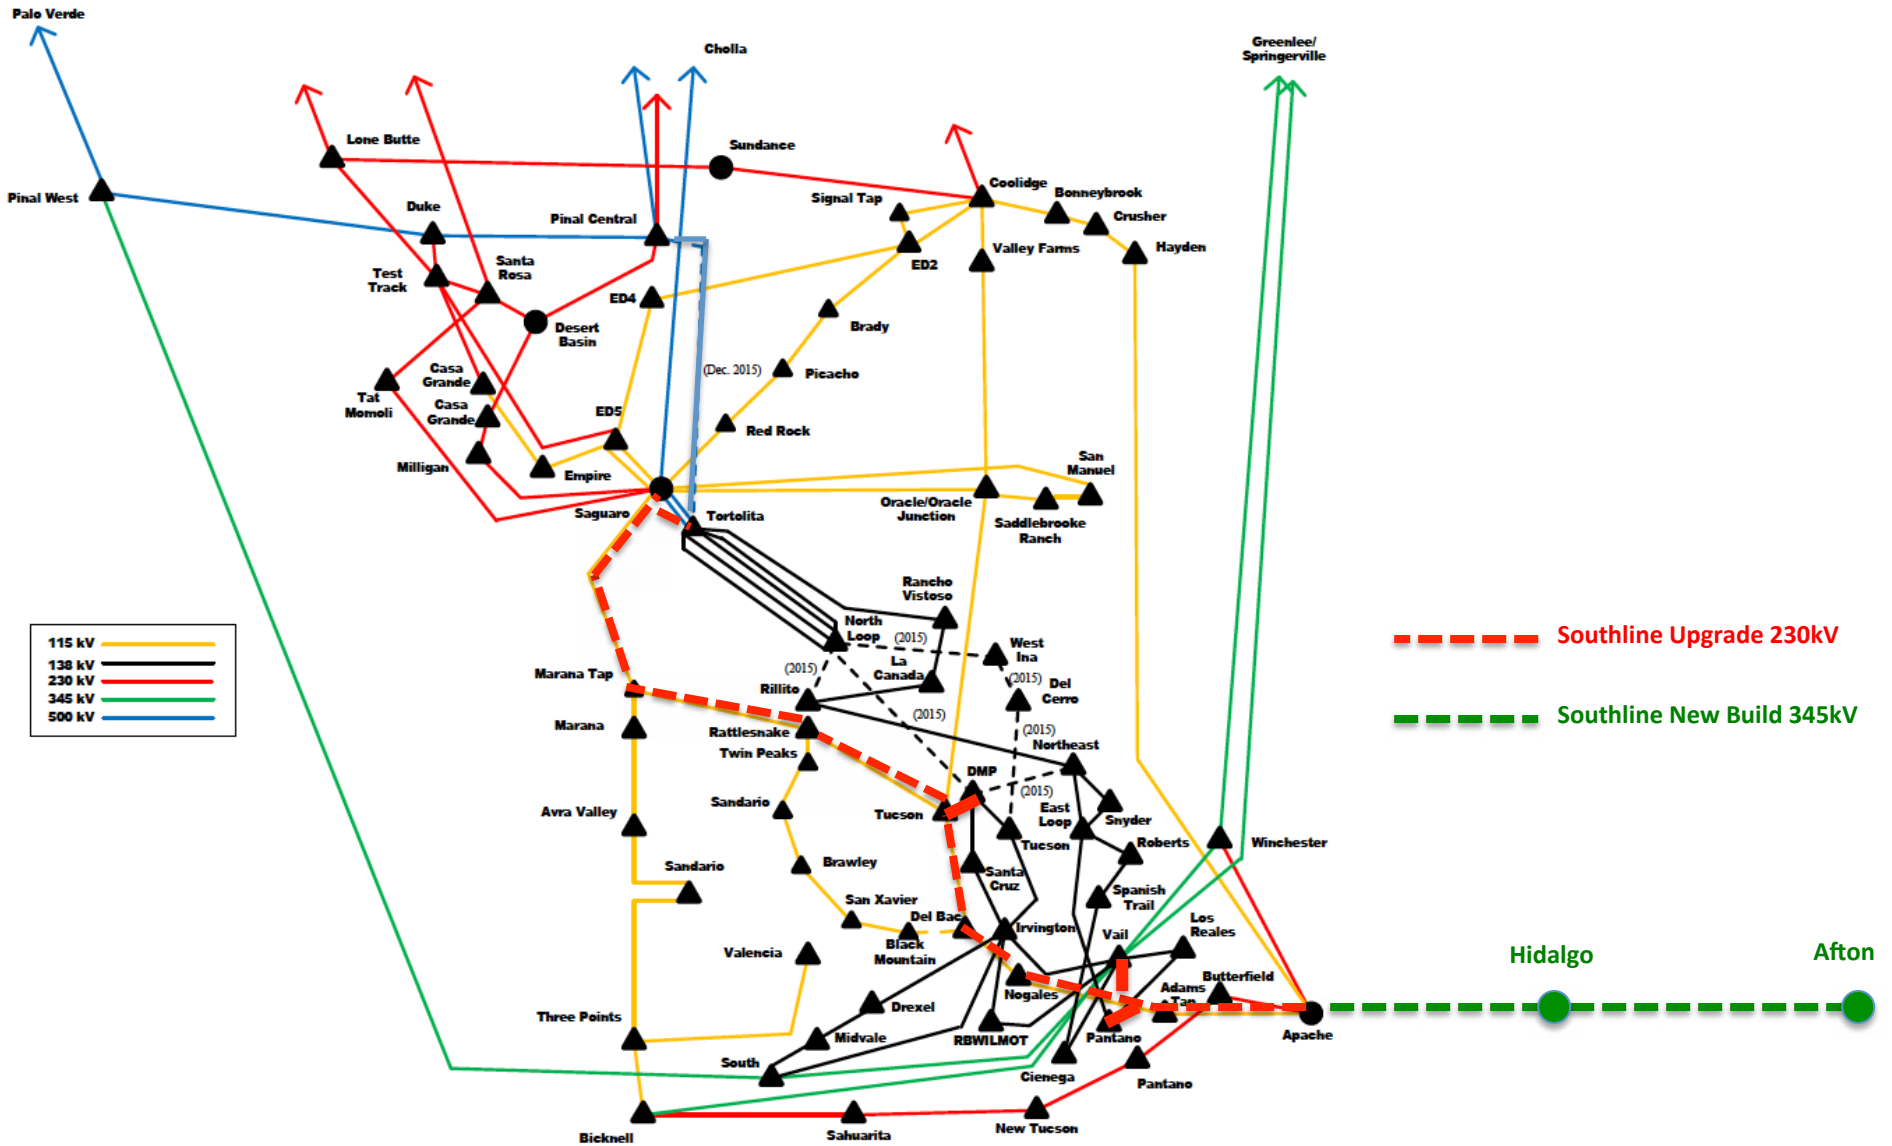 Palo Verde
Cholla
Greenlee/
Springerville
Lone Butte
Sundance
Pinal West
Duke
Pinal Central
Signal Tap
Coolidge
Bonneybrook
Crusher
Hayden
Valley Farms
ED2
Test
Track
Santa
Rosa
ED4
Desert
Basin
Brady
(Dec. 2015)
Picacho
Casa
Grande
Tat
Momoli
Casa
Grande
ED5
Red Rock
Milligan
Empire
San
Manuel
Saguaro
Tortolita
Oracle/Oracle
Junction
Saddlebrooke
Ranch
Rancho
Vistoso
North
Loop
(2015)
West
Ina
115 kV
138 kV
230 kV
345 kV
500 kV
Southline Upgrade 230kV
Southline New Build 345kV
Marana Tap
(2015)
La
Canada
(2015)
Del
Cerro
Rillito
(2015)
Marana
Rattlesnake
Twin Peaks
(2015)
Northeast
DMP
(2015)
Sandario
Avra Valley
Tucson
East
Loop
Snyder
Tucson
Roberts
Winchester
Sandario
Brawley
Santa
Cruz
Spanish
Trail
San Xavier
Del Bac
Irvington
Los
Reales
Vail
Black
Mountain
Valencia
Hidalgo
Afton
Butterfield
Nogales
Adams
Tap
Drexel
Three Points
Midvale
RBWILMOT
Pantano
Apache
South
Cienega
Pantano
Bicknell
Sahuarita
New Tucson